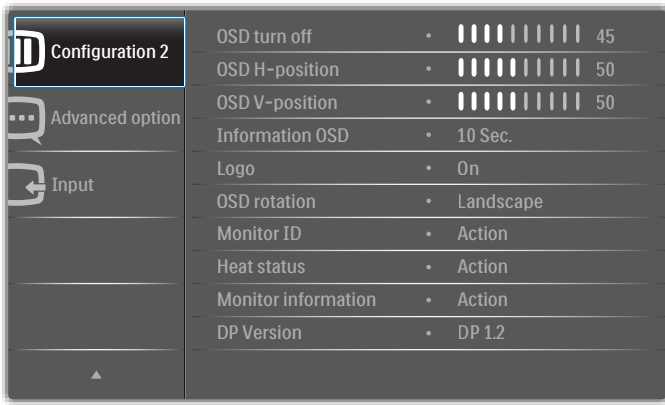 Configuration 2
Advanced option
Input
OSD turn off • 45
OSD H-position • 50
OSD V-position • 50
Information OSD • 10 Sec.
Logo • On
OSD rotation • Landscape
Monitor ID • Action
Heat status • Action
Monitor information • Action
DP Version • DP 1.2